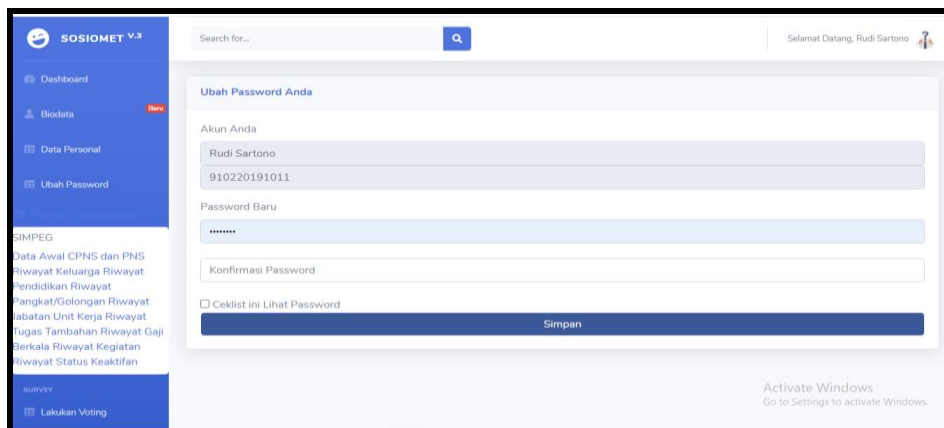 SOSIOMET V.3
Search for...
Selamat Datang, Rudi Sartono
Dashboard
Biodata
Baru
Data Personal
Ubah Password
SIMPEG
Data Awal CPNS dan PNS
Riwayat Keluarga Riwayat
Pendidikan Riwayat
Pangkat/Golongan Riwayat
Jabatan Unit Kerja Riwayat
Tugas Tambahan Riwayat Gaji
Berkala Riwayat Kegiatan
Riwayat Status Keaktifan
SURVEY
Lakukan Voting
Ubah Password Anda
Akun Anda
Rudi Sartono
910220191011
Password Baru
••••••••
Konfirmasi Password
Ceklist ini Lihat Password
Simpan
Activate Windows
Go to Settings to activate Windows.